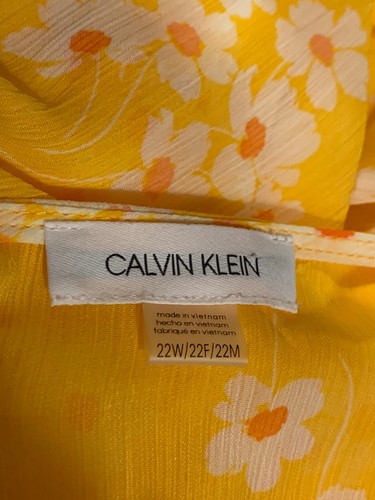 CALVIN KLEIN
made in vietnam
hecho en vietnam
fabriqué en vietnam
22W/22F/22M